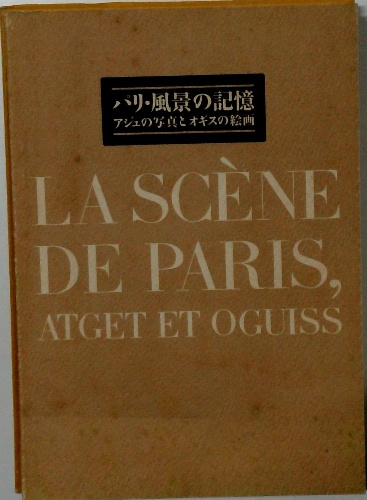 パリ・風景の記憶
アジェの写真とオギスの絵画
LA SCÈNE
DE PARIS,
ATGET ET OGUISS